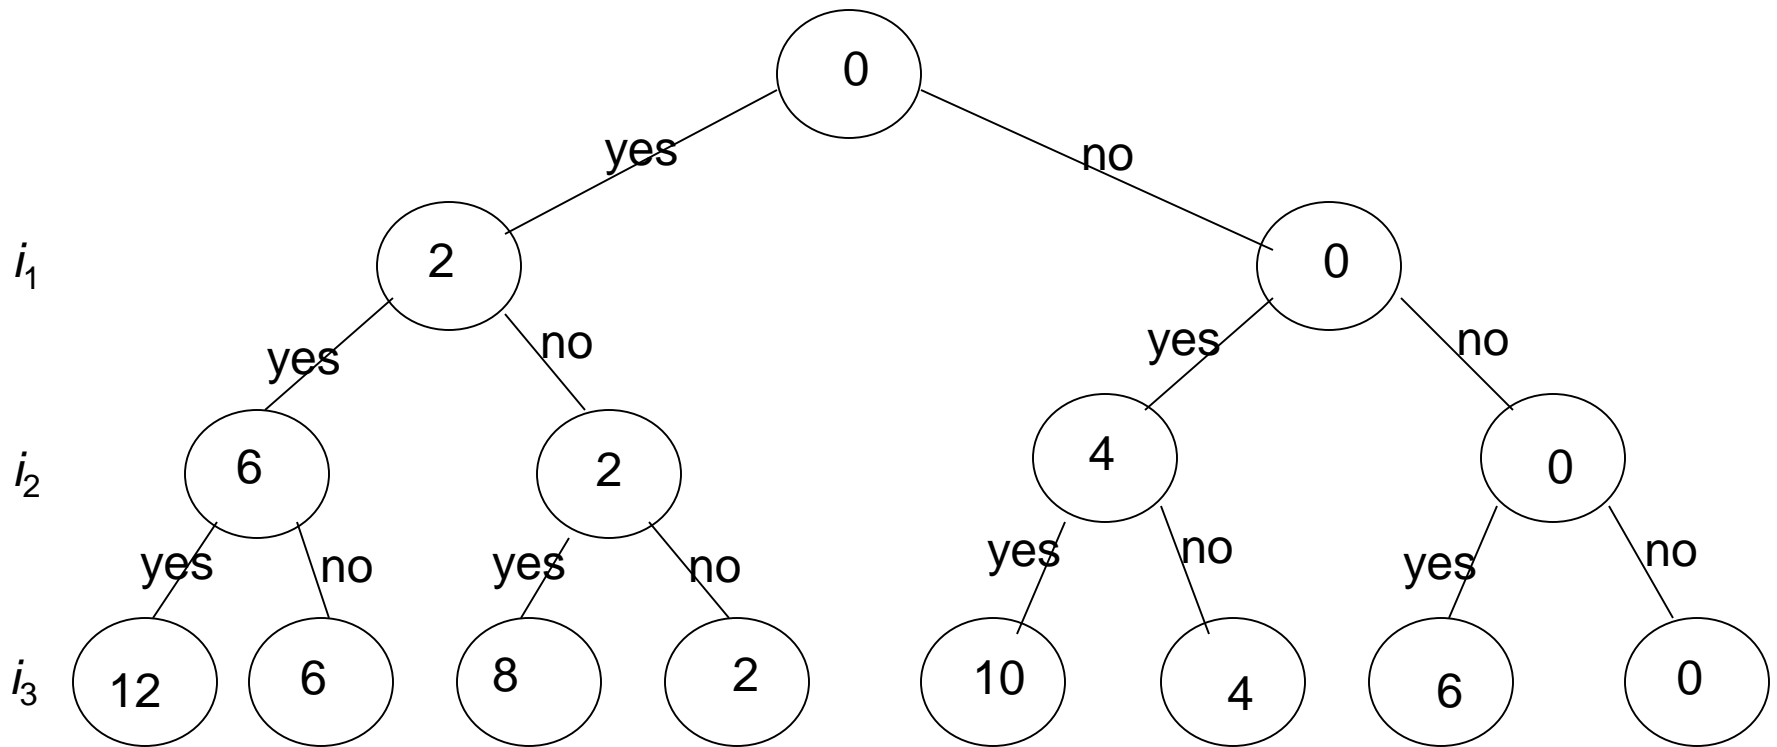 0
yes no
i1 2 0
yes no yes no
i2 6 2 4 0
yes no yes no yes no yes no
i3 12 6 8 2 10 4 6 0